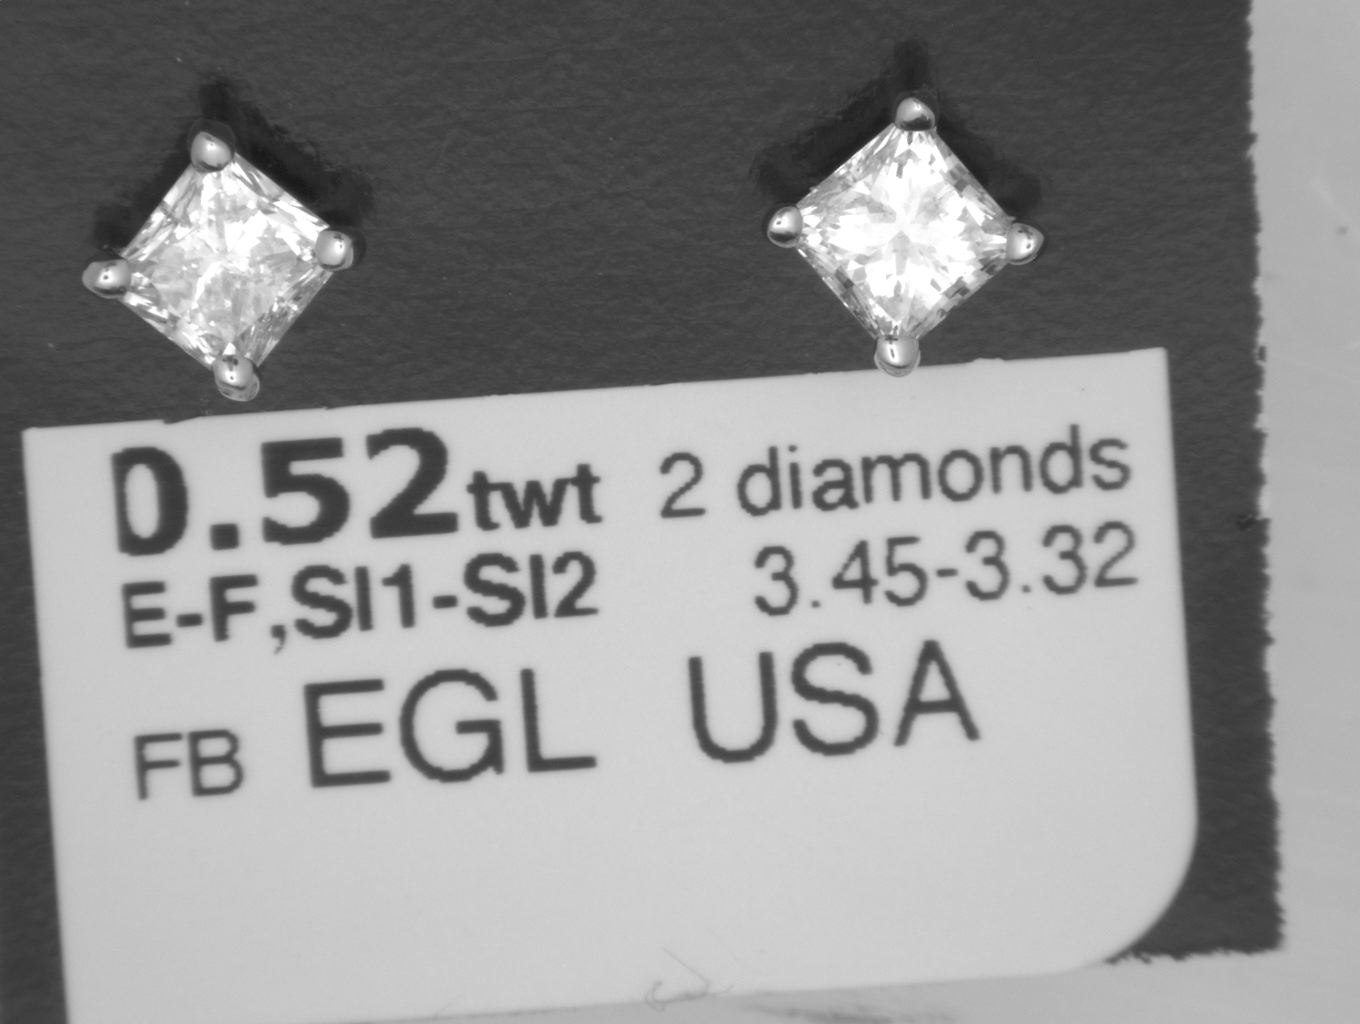 0.52twt 2 diamonds
E-F,SI1-SI2 3.45-3.32
FB EGL USA